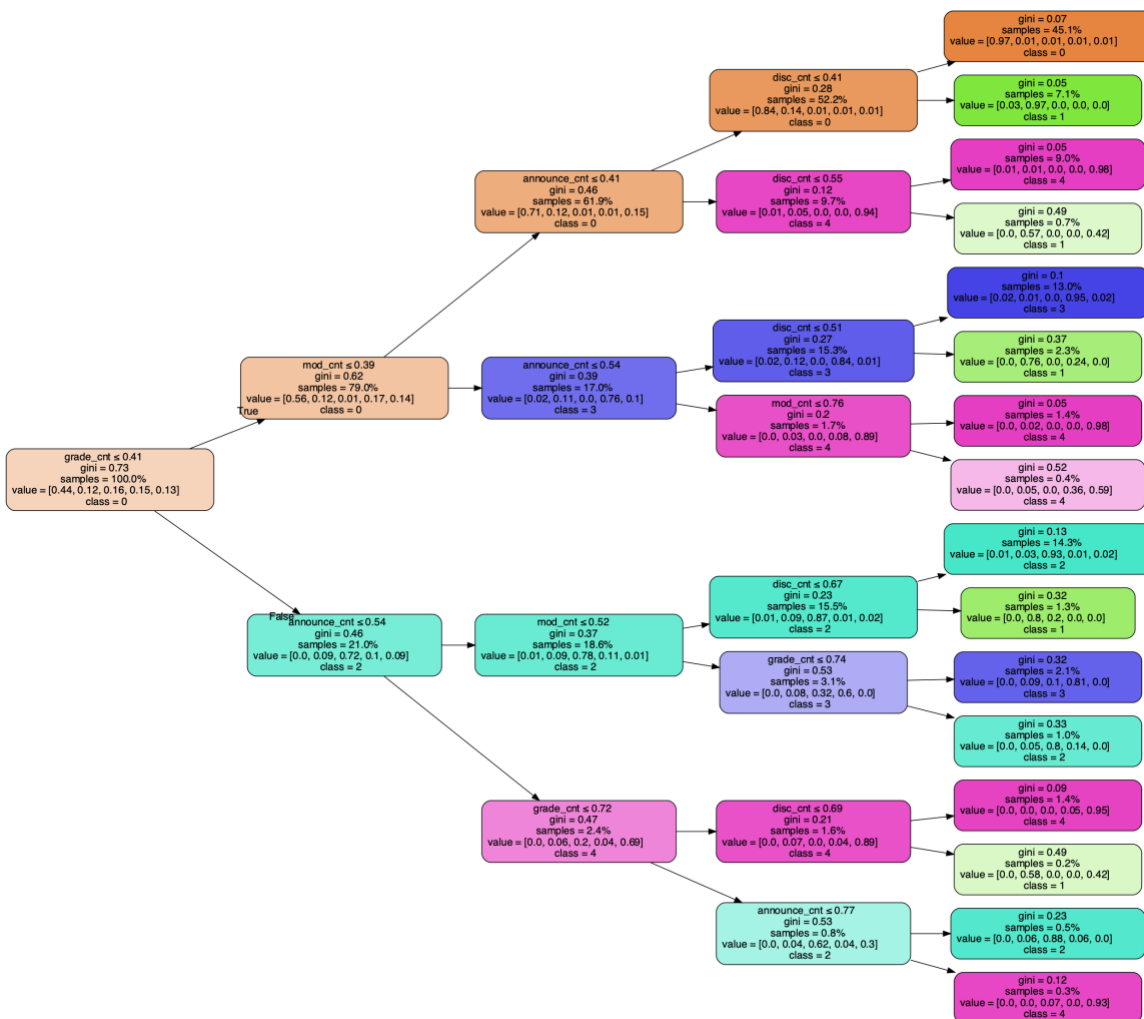 gini = 0.07
samples = 45.1%
value = [0.97, 0.01, 0.01, 0.01, 0.01]
class = 0
disc_cnt ≤ 0.41
gini = 0.28
samples = 52.2%
value = [0.84, 0.14, 0.01, 0.01, 0.01]
class = 0
gini = 0.05
samples = 7.1%
value = [0.03, 0.97, 0.0, 0.0, 0.0]
class = 1
announce_cnt ≤ 0.41
gini = 0.46
samples = 61.9%
value = [0.71, 0.12, 0.01, 0.01, 0.15]
class = 0
disc_cnt ≤ 0.55
gini = 0.12
samples = 9.7%
value = [0.01, 0.05, 0.0, 0.0, 0.94]
class = 4
gini = 0.05
samples = 9.0%
value = [0.01, 0.01, 0.0, 0.0, 0.98]
class = 4
gini = 0.49
samples = 0.7%
value = [0.0, 0.57, 0.0, 0.0, 0.42]
class = 1
gini = 0.1
samples = 13.0%
value = [0.02, 0.01, 0.0, 0.95, 0.02]
class = 3
disc_cnt ≤ 0.51
gini = 0.27
samples = 15.3%
value = [0.02, 0.12, 0.0, 0.84, 0.01]
class = 3
gini = 0.37
samples = 2.3%
value = [0.0, 0.76, 0.0, 0.24, 0.0]
class = 1
mod_cnt ≤ 0.39
gini = 0.62
samples = 79.0%
value = [0.56, 0.12, 0.01, 0.17, 0.14]
class = 0
True
announce_cnt ≤ 0.54
gini = 0.39
samples = 17.0%
value = [0.02, 0.11, 0.0, 0.76, 0.1]
class = 3
mod_cnt ≤ 0.76
gini = 0.2
samples = 1.7%
value = [0.0, 0.03, 0.0, 0.08, 0.89]
class = 4
gini = 0.05
samples = 1.4%
value = [0.0, 0.02, 0.0, 0.0, 0.98]
class = 4
gini = 0.52
samples = 0.4%
value = [0.0, 0.05, 0.0, 0.36, 0.59]
class = 4
grade_cnt ≤ 0.41
gini = 0.73
samples = 100.0%
value = [0.44, 0.12, 0.16, 0.15, 0.13]
class = 0
gini = 0.13
samples = 14.3%
value = [0.01, 0.03, 0.93, 0.01, 0.02]
class = 2
disc_cnt ≤ 0.67
gini = 0.23
samples = 15.5%
value = [0.01, 0.09, 0.87, 0.01, 0.02]
class = 2
gini = 0.32
samples = 1.3%
value = [0.0, 0.8, 0.2, 0.0, 0.0]
class = 1
False
announce_cnt ≤ 0.54
gini = 0.46
samples = 21.0%
value = [0.0, 0.09, 0.72, 0.1, 0.09]
class = 2
mod_cnt ≤ 0.52
gini = 0.37
samples = 18.6%
value = [0.01, 0.09, 0.78, 0.11, 0.01]
class = 2
grade_cnt ≤ 0.74
gini = 0.53
samples = 3.1%
value = [0.0, 0.08, 0.32, 0.6, 0.0]
class = 3
gini = 0.32
samples = 2.1%
value = [0.0, 0.09, 0.1, 0.81, 0.0]
class = 3
gini = 0.33
samples = 1.0%
value = [0.0, 0.05, 0.8, 0.14, 0.0]
class = 2
grade_cnt ≤ 0.72
gini = 0.47
samples = 2.4%
value = [0.0, 0.06, 0.2, 0.04, 0.69]
class = 4
disc_cnt ≤ 0.69
gini = 0.21
samples = 1.6%
value = [0.0, 0.07, 0.0, 0.04, 0.89]
class = 4
gini = 0.09
samples = 1.4%
value = [0.0, 0.0, 0.0, 0.05, 0.95]
class = 4
gini = 0.49
samples = 0.2%
value = [0.0, 0.58, 0.0, 0.0, 0.42]
class = 1
announce_cnt ≤ 0.77
gini = 0.53
samples = 0.8%
value = [0.0, 0.04, 0.62, 0.04, 0.3]
class = 2
gini = 0.23
samples = 0.5%
value = [0.0, 0.06, 0.88, 0.06, 0.0]
class = 2
gini = 0.12
samples = 0.3%
value = [0.0, 0.0, 0.07, 0.0, 0.93]
class = 4